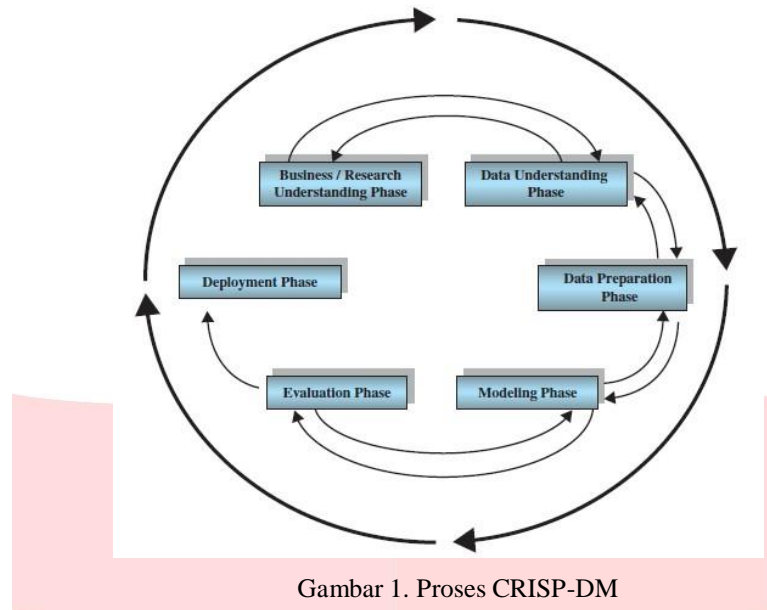 Business / Research
Understanding Phase
Data Understanding
Phase
Deployment Phase
Data Preparation
Phase
Evaluation Phase
Modeling Phase
Gambar 1. Proses CRISP-DM